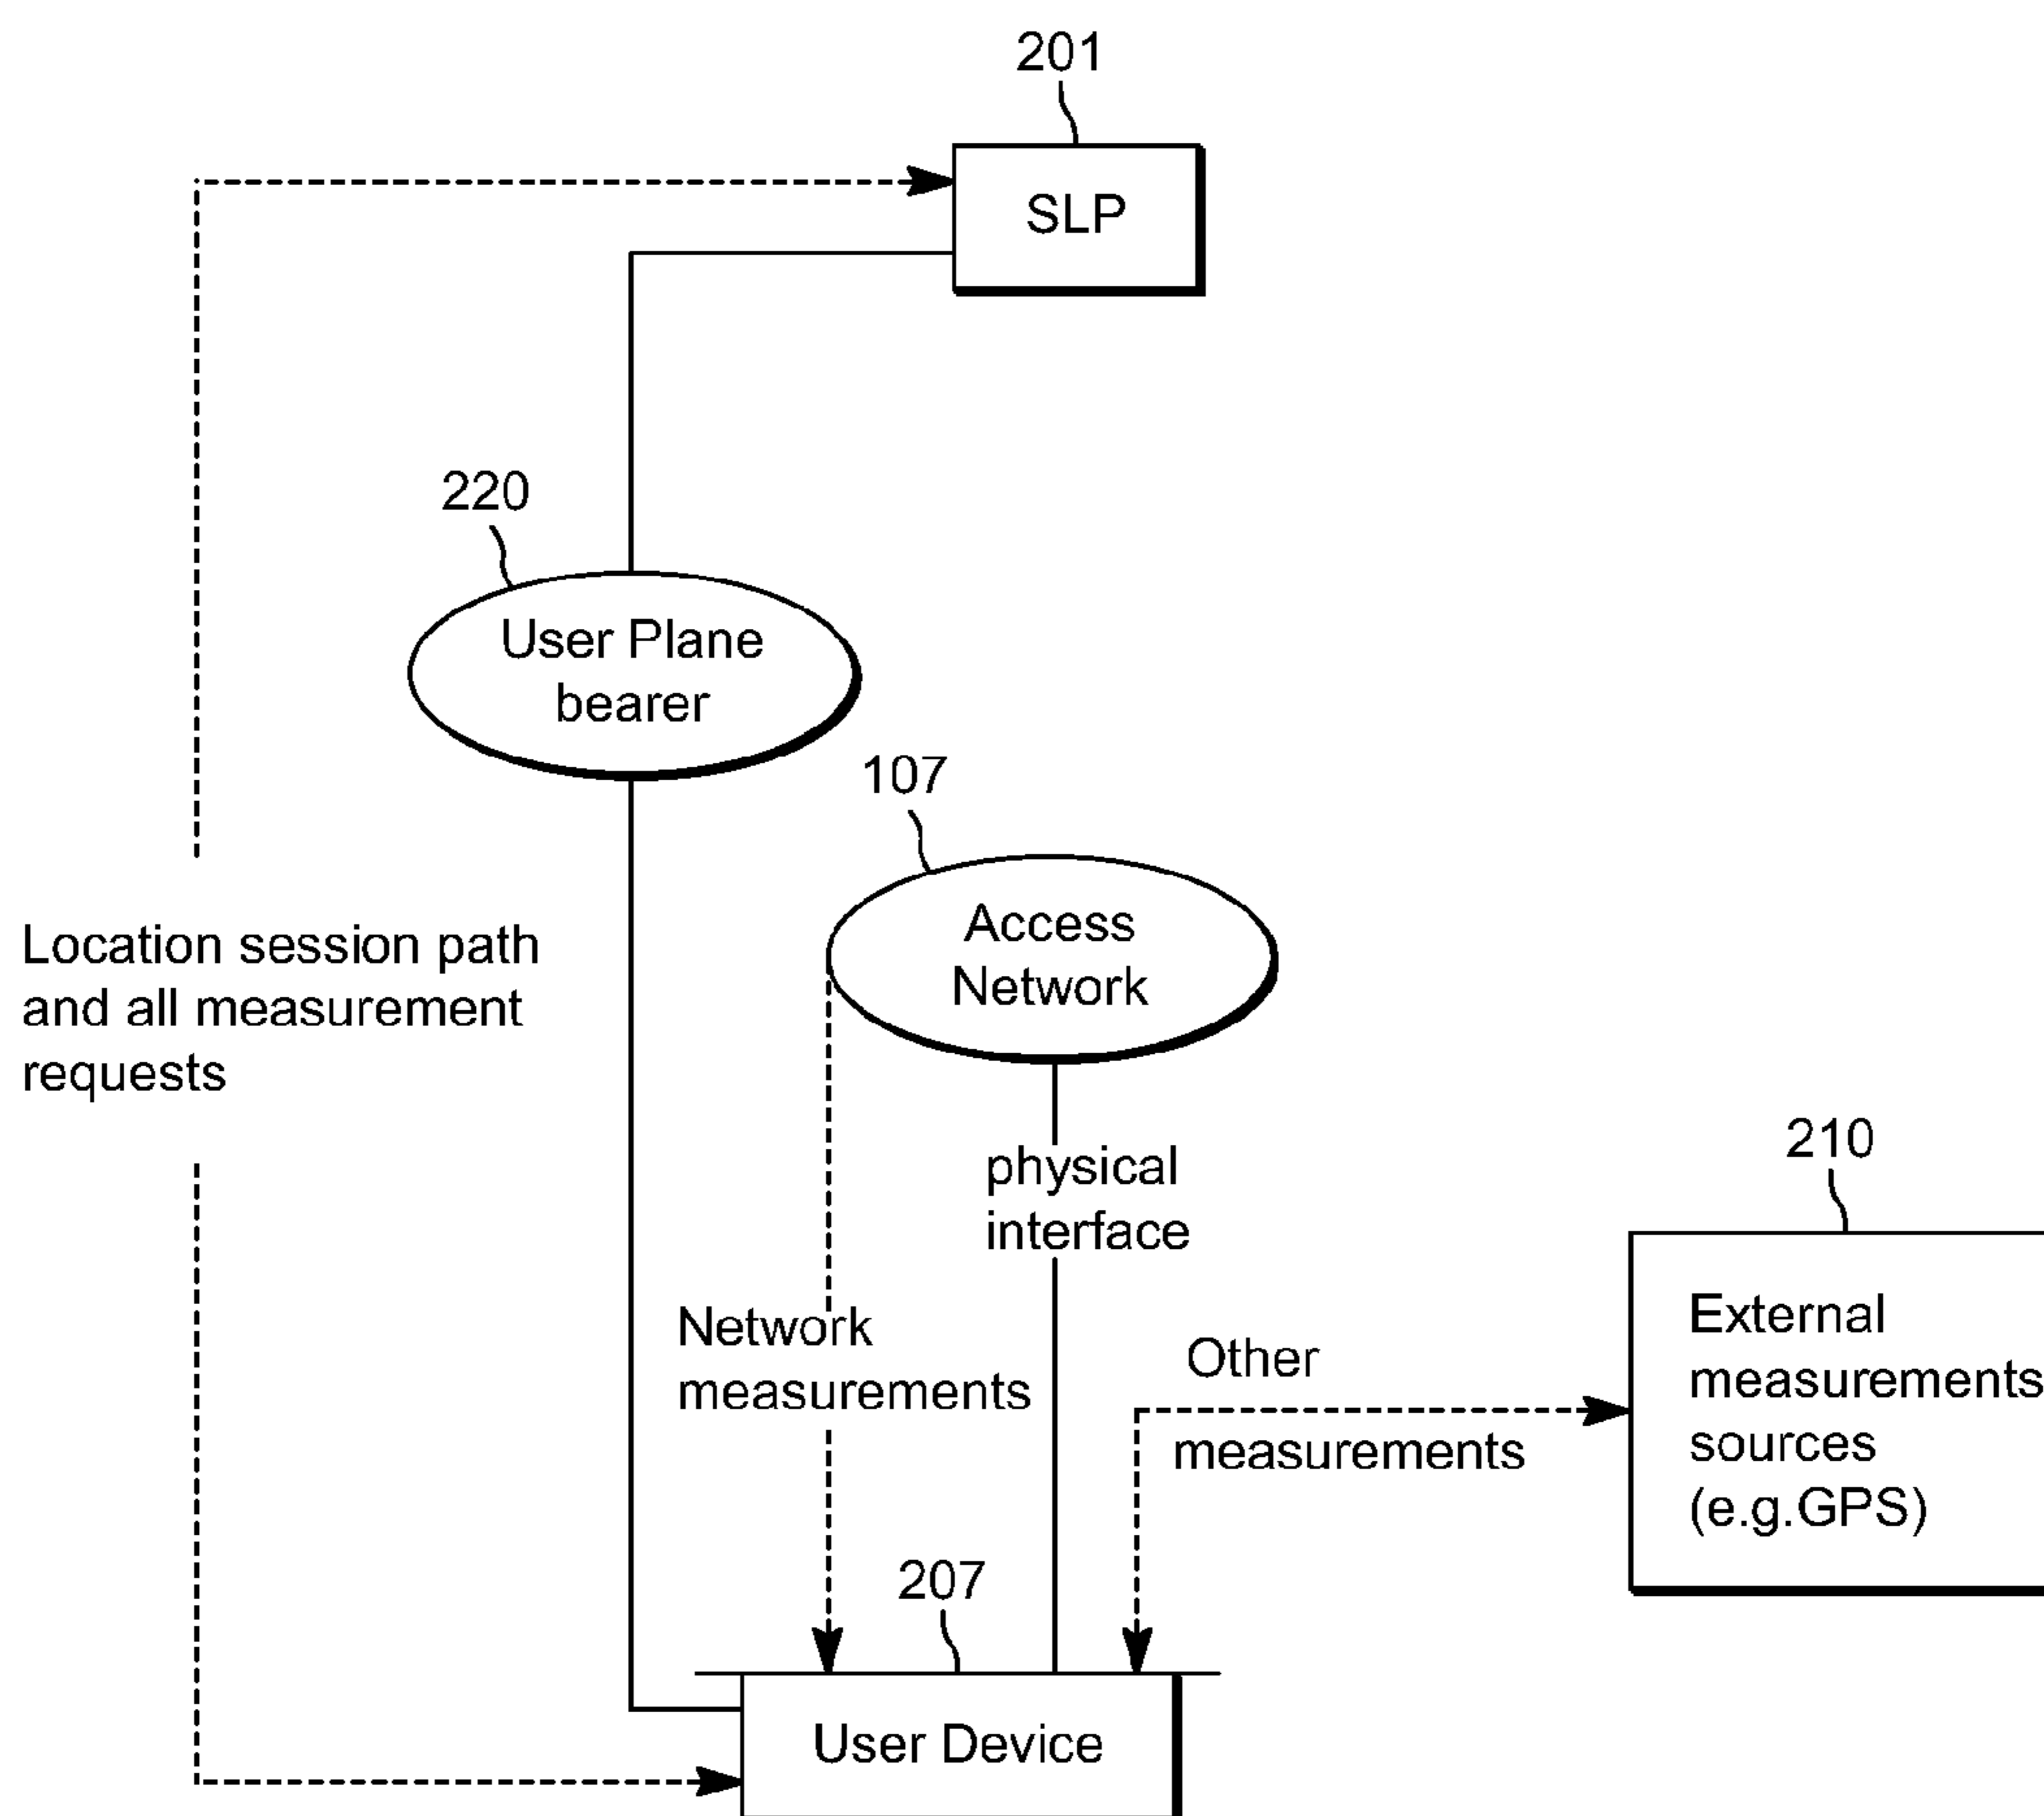 201
SLP
220
User Plane
bearer
107
Access
Network
Location session path
and all measurement
requests
physical
interface
210
Network
measurements
Other
measurements
External
measurements
sources
(e.g.GPS)
207
User Device